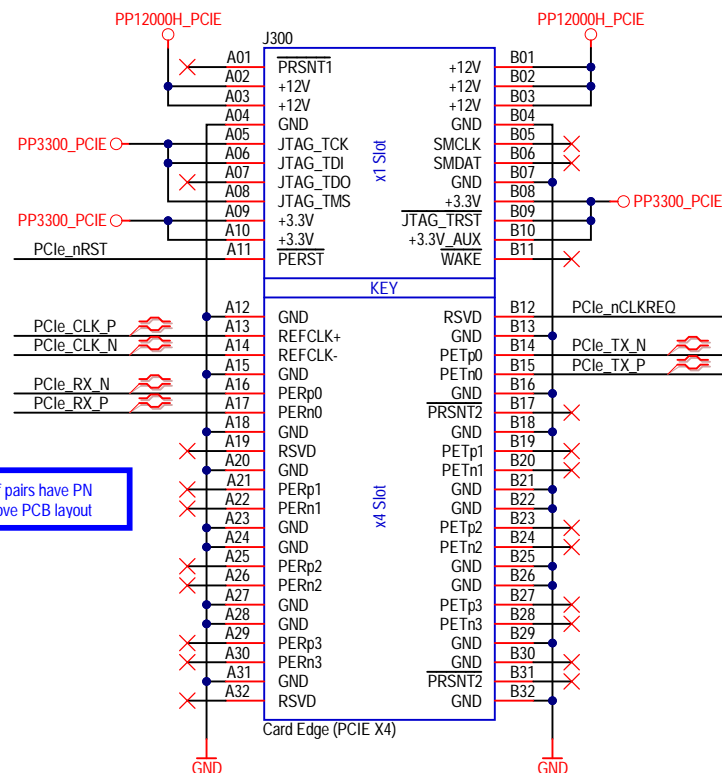 PP12000H_PCIE PP12000H_PCIE
J300
A01 PRSNT1 +12V B01
A02 +12V +12V B02
A03 +12V +12V B03
A04 GND GND B04
PP3300_PCIE A05 JTAG_TCK SMCLK B05
A06 JTAG_TDI SMDAT B06
A07 JTAG_TDO GND B07
A08 JTAG_TMS +3.3V B08 PP3300_PCIE
PP3300_PCIE A09 +3.3V JTAG_TRST B09
A10 +3.3V +3.3V_AUX B10
PCIe_nRST A11 PERST WAKE B11
x1 Slot
KEY
A12 GND RSVD B12 PCIe_nCLKREQ
PCIe_CLK_P A13 REFCLK+ GND B13
PCIe_CLK_N A14 REFCLK- PETp0 B14 PCIe_TX_N
A15 GND PETn0 B15 PCIe_TX_P
PCIe_RX_N A16 PERp0 GND B16
PCIe_RX_P A17 PERn0 PRSNT2 B17
A18 GND GND B18
A19 RSVD PETp1 B19
A20 GND PETn1 B20
A21 PERp1 GND B21
A22 PERn1 GND B22
A23 GND PETp2 B23
A24 GND PETn2 B24
A25 PERp2 GND B25
A26 PERn2 GND B26
A27 GND PETp3 B27
A28 GND PETn3 B28
A29 PERp3 GND B29
A30 PERn3 GND B30
A31 GND PRSNT2 B31
A32 RSVD GND B32
x4 Slot
pairs have PN
PCB layout
Card Edge (PCIE X4)
GND GND